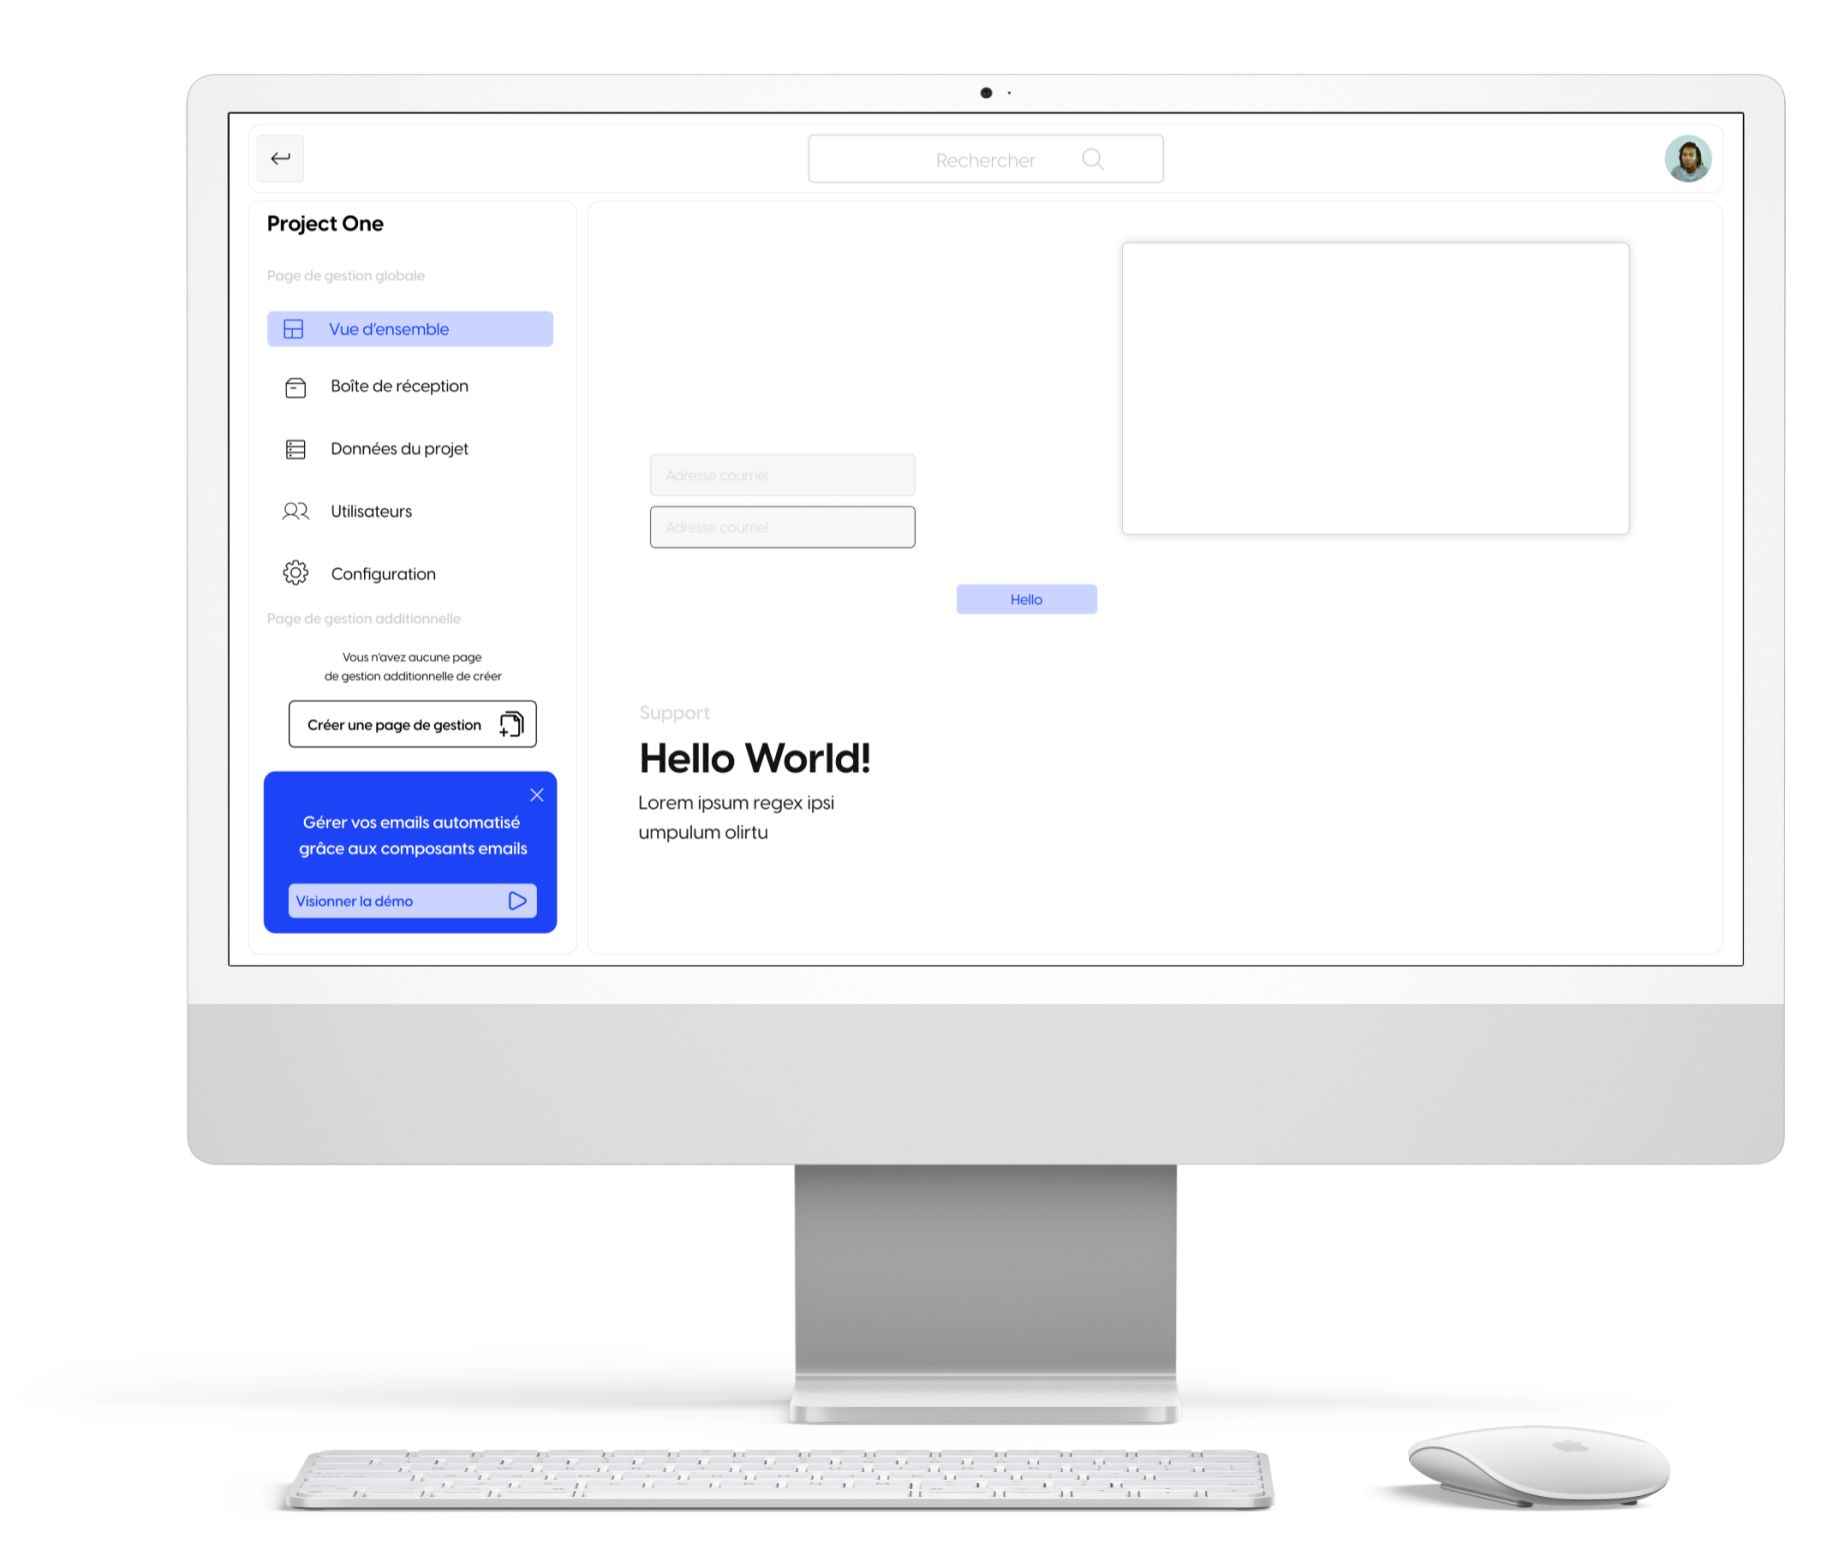 Rechercher
Project One
Page de gestion globale
Vue d'ensemble
Boîte de réception
Données du projet
Utilisateurs
Configuration
Page de gestion additionnelle
Vous n'avez aucune page
de gestion additionnelle de créer
Créer une page de gestion
Gérer vos emails automatisé
grâce aux composants emails
Visionner la démo
Adresse courriel
Adresse courriel
Hello
Support
Hello World!
Lorem ipsum regex ipsi
umpulum olirtu